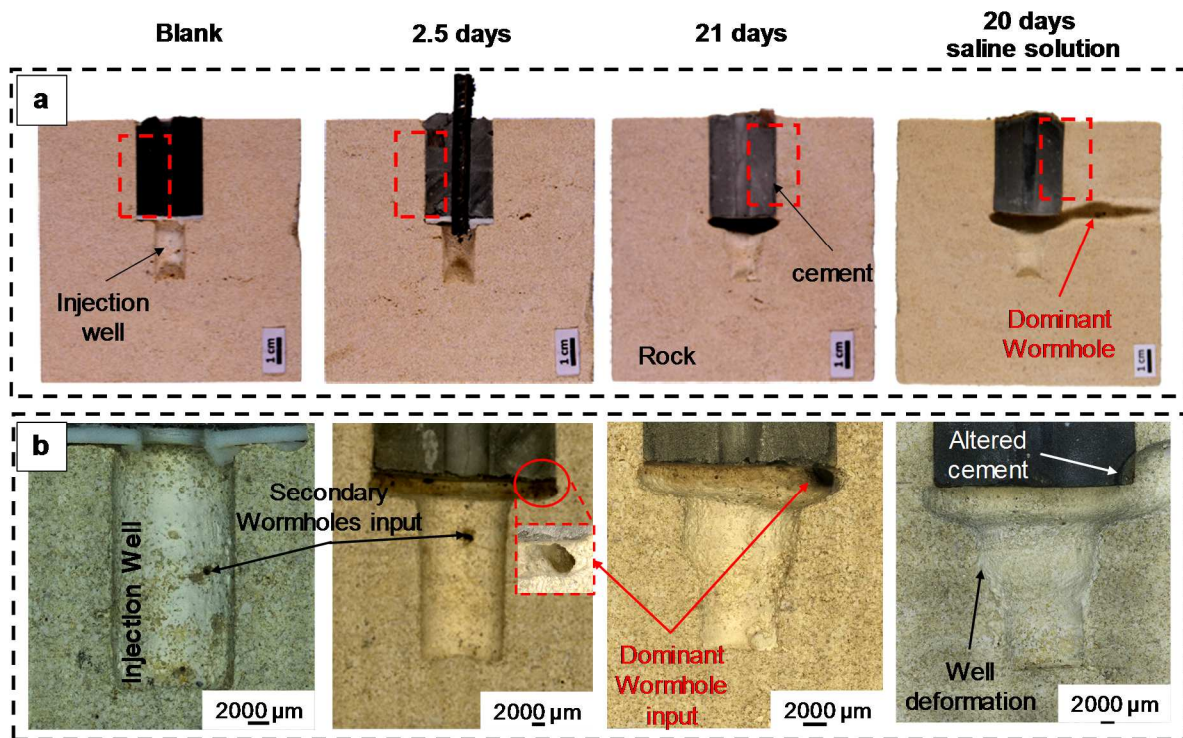 Blank
2.5 days
21 days
20 days
saline solution
a
Injection
well
1 cm
1 cm
cement
Rock
1 cm
Dominant
Wormhole
1 cm
b
Injection Well
Secondary
Wormholes input
2000 µm
2000 µm
Dominant
Wormhole
input
2000 µm
Altered
cement
Well
deformation
2000 µm